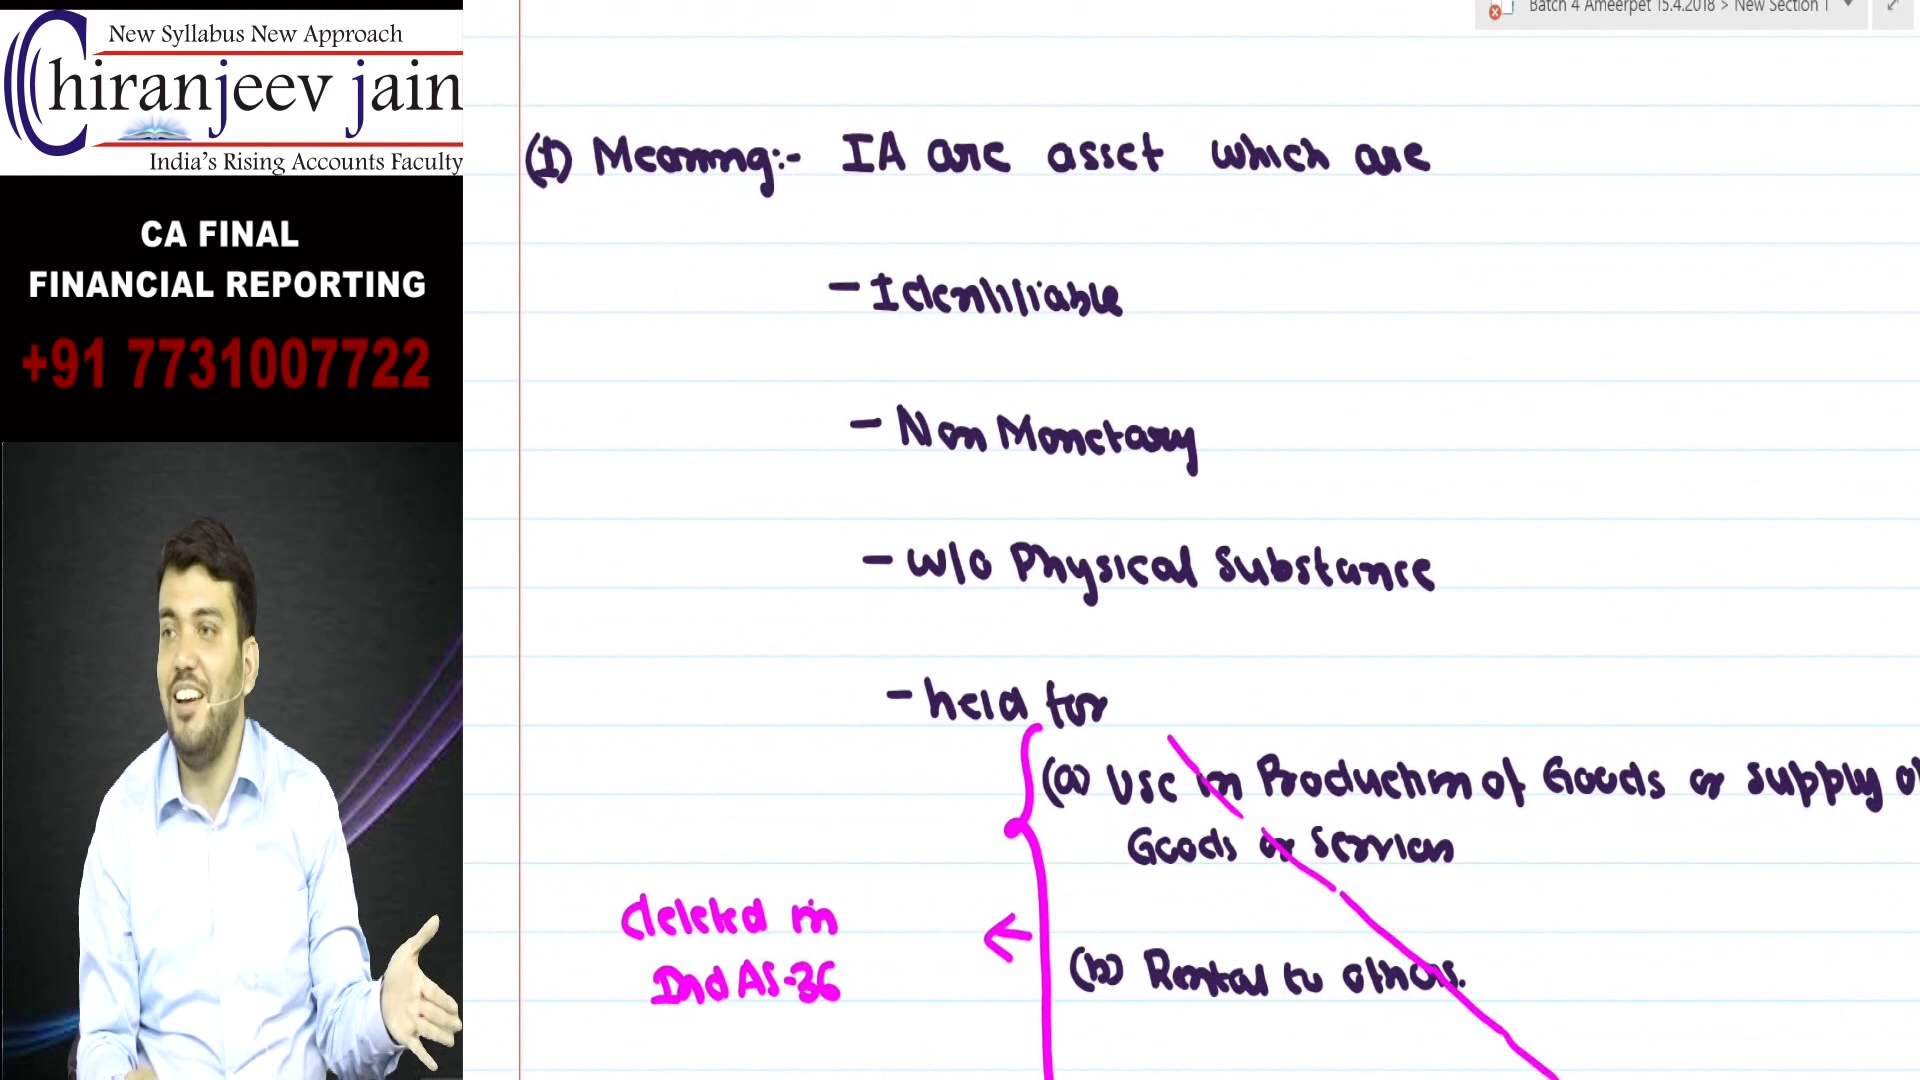 New Syllabus New Approach
Chiranjeev jain
India's Rising Accounts Faculty
CA FINAL
FINANCIAL REPORTING
+91 7731007722
Batch 4 Ameerpet 15.4.2018 > New Section 1
(I) Meaning:- IA are asset which are
- Identifiable
- Non Monetary
- w/o Physical Substance
- held for
(a) Use in Production of Goods or Supply of
Goods or Services
(b) Rental to others.
deleted in
Ind AS-36